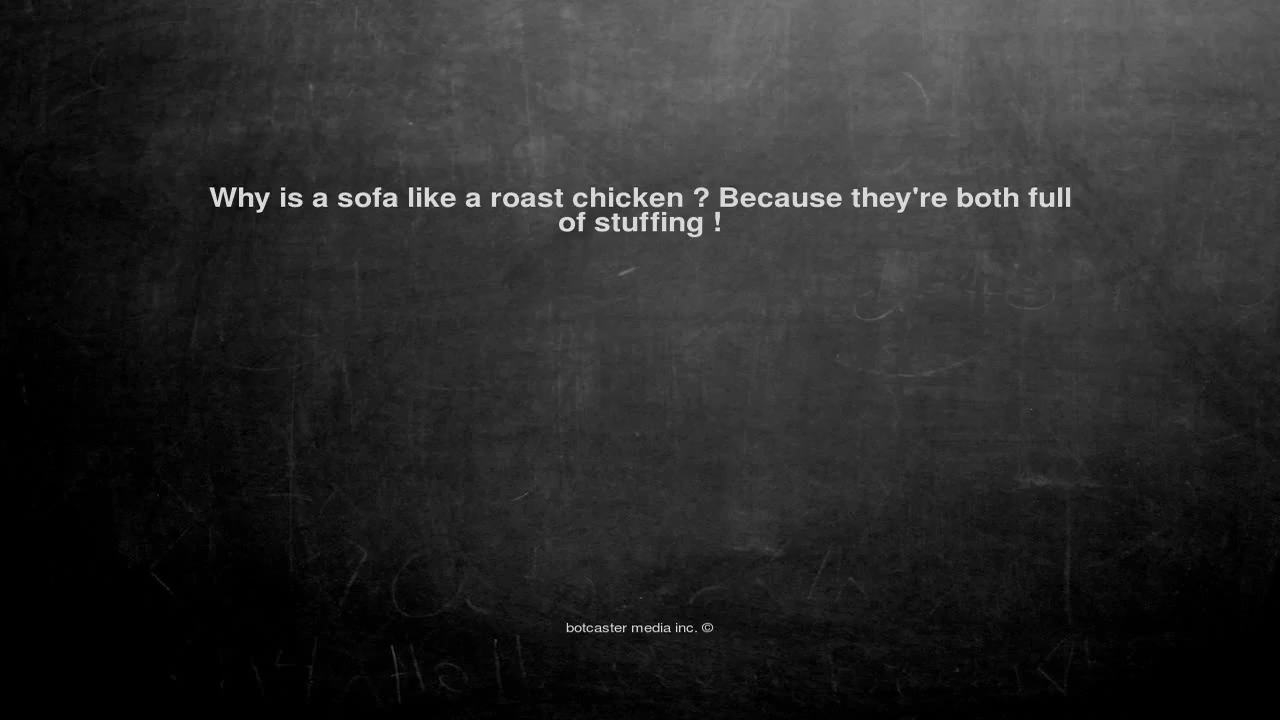 Why is a sofa like a roast chicken ? Because they're both full
of stuffing !
botcaster media inc. ©